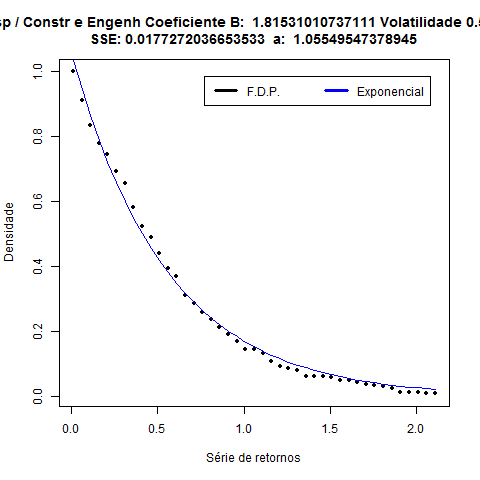 sp / Constr e Engenh Coeficiente B:  1.81531010737111 Volatilidade 0.5
SSE: 0.0177272036653533  a:  1.05549547378945
F.D.P.
Exponencial
Densidade
1.0
0.8
0.6
0.4
0.2
0.0
0.0
0.5
1.0
1.5
2.0
Série de retornos